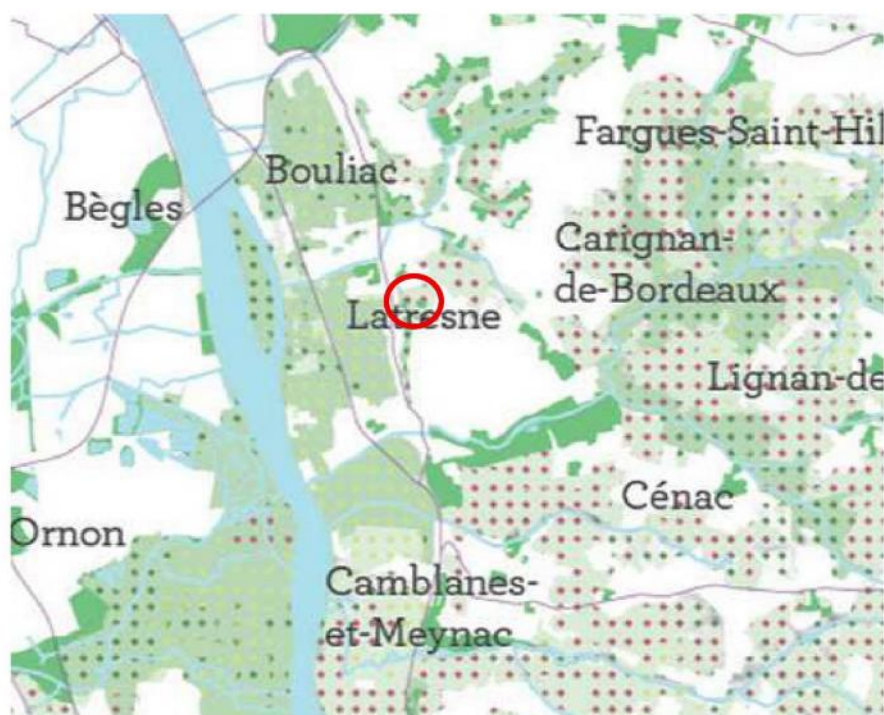 Fargues-Saint-Hil
Bouliac
Bègles
Carignan-
de-Bordeaux
Latresne
Lignan-de
Cénac
Ornon
Camblanes-
et-Meynac